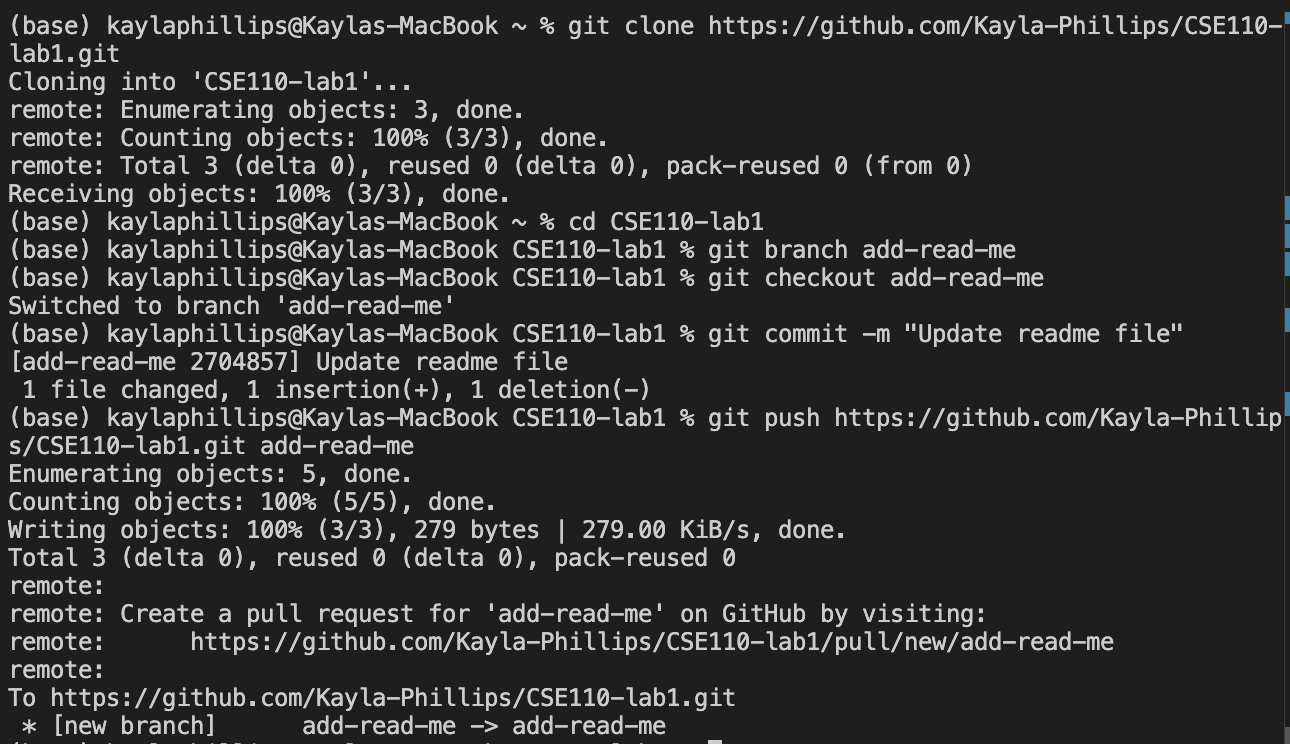 (base) kaylaphillips@Kaylas-MacBook ~ % git clone https://github.com/Kayla-Phillips/CSE110-
lab1.git
Cloning into 'CSE110-lab1'...
remote: Enumerating objects: 3, done.
remote: Counting objects: 100% (3/3), done.
remote: Total 3 (delta 0), reused 0 (delta 0), pack-reused 0 (from 0)
Receiving objects: 100% (3/3), done.
(base) kaylaphillips@Kaylas-MacBook ~ % cd CSE110-lab1
(base) kaylaphillips@Kaylas-MacBook CSE110-lab1 % git branch add-read-me
(base) kaylaphillips@Kaylas-MacBook CSE110-lab1 % git checkout add-read-me
Switched to branch 'add-read-me'
(base) kaylaphillips@Kaylas-MacBook CSE110-lab1 % git commit -m "Update readme file"
[add-read-me 2704857] Update readme file
 1 file changed, 1 insertion(+), 1 deletion(-)
(base) kaylaphillips@Kaylas-MacBook CSE110-lab1 % git push https://github.com/Kayla-Phillip
s/CSE110-lab1.git add-read-me
Enumerating objects: 5, done.
Counting objects: 100% (5/5), done.
Writing objects: 100% (3/3), 279 bytes | 279.00 KiB/s, done.
Total 3 (delta 0), reused 0 (delta 0), pack-reused 0
remote:
remote: Create a pull request for 'add-read-me' on GitHub by visiting:
remote:      https://github.com/Kayla-Phillips/CSE110-lab1/pull/new/add-read-me
remote:
To https://github.com/Kayla-Phillips/CSE110-lab1.git
 * [new branch]      add-read-me -> add-read-me